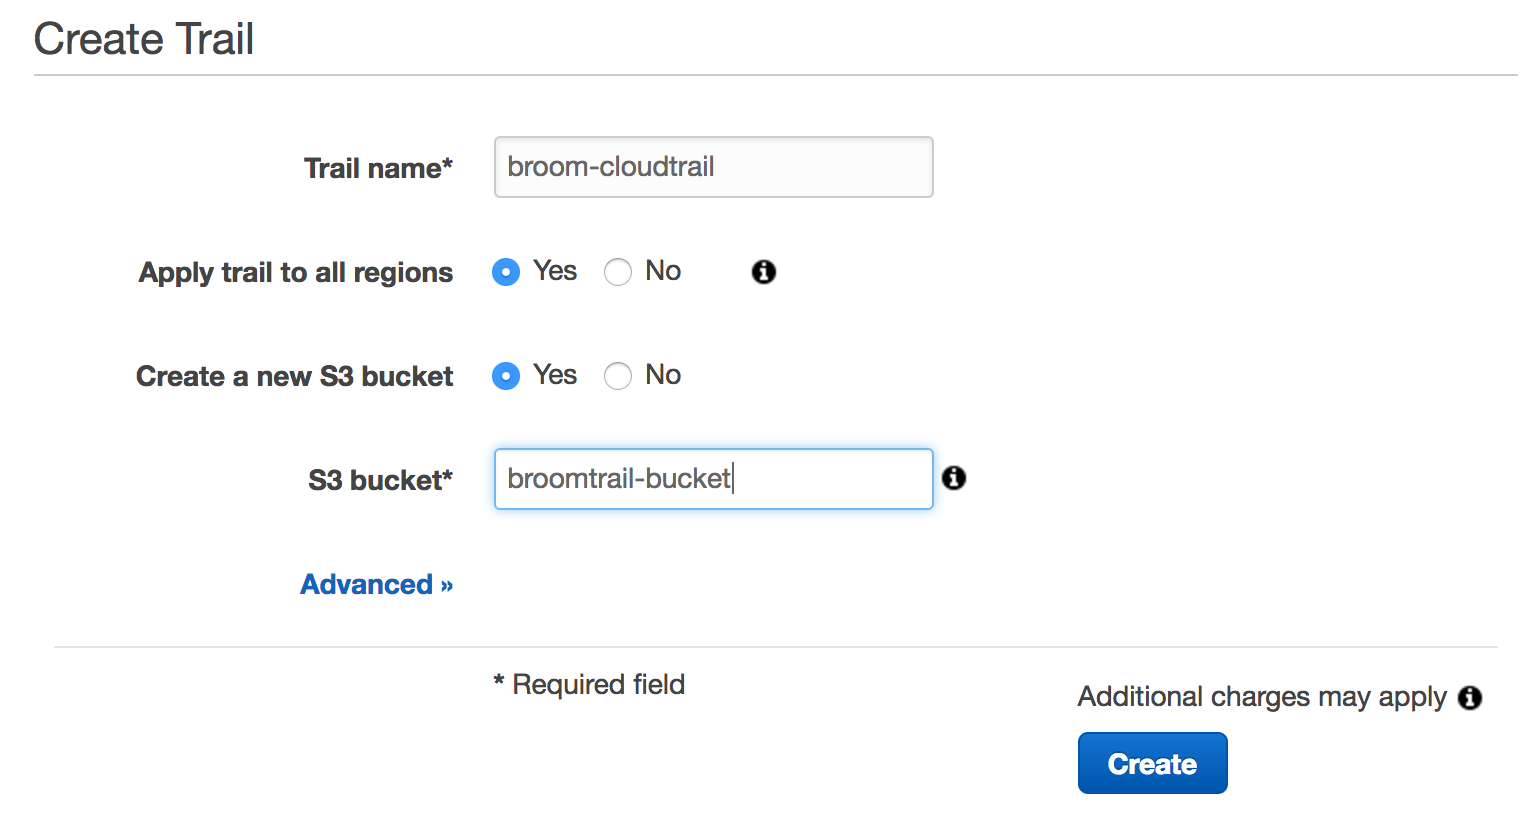 Create Trail
Trail name* broom-cloudtrail
Apply trail to all regions Yes No
Create a new S3 bucket Yes No
S3 bucket* broomtrail-bucket
Advanced »
* Required field
Additional charges may apply
Create